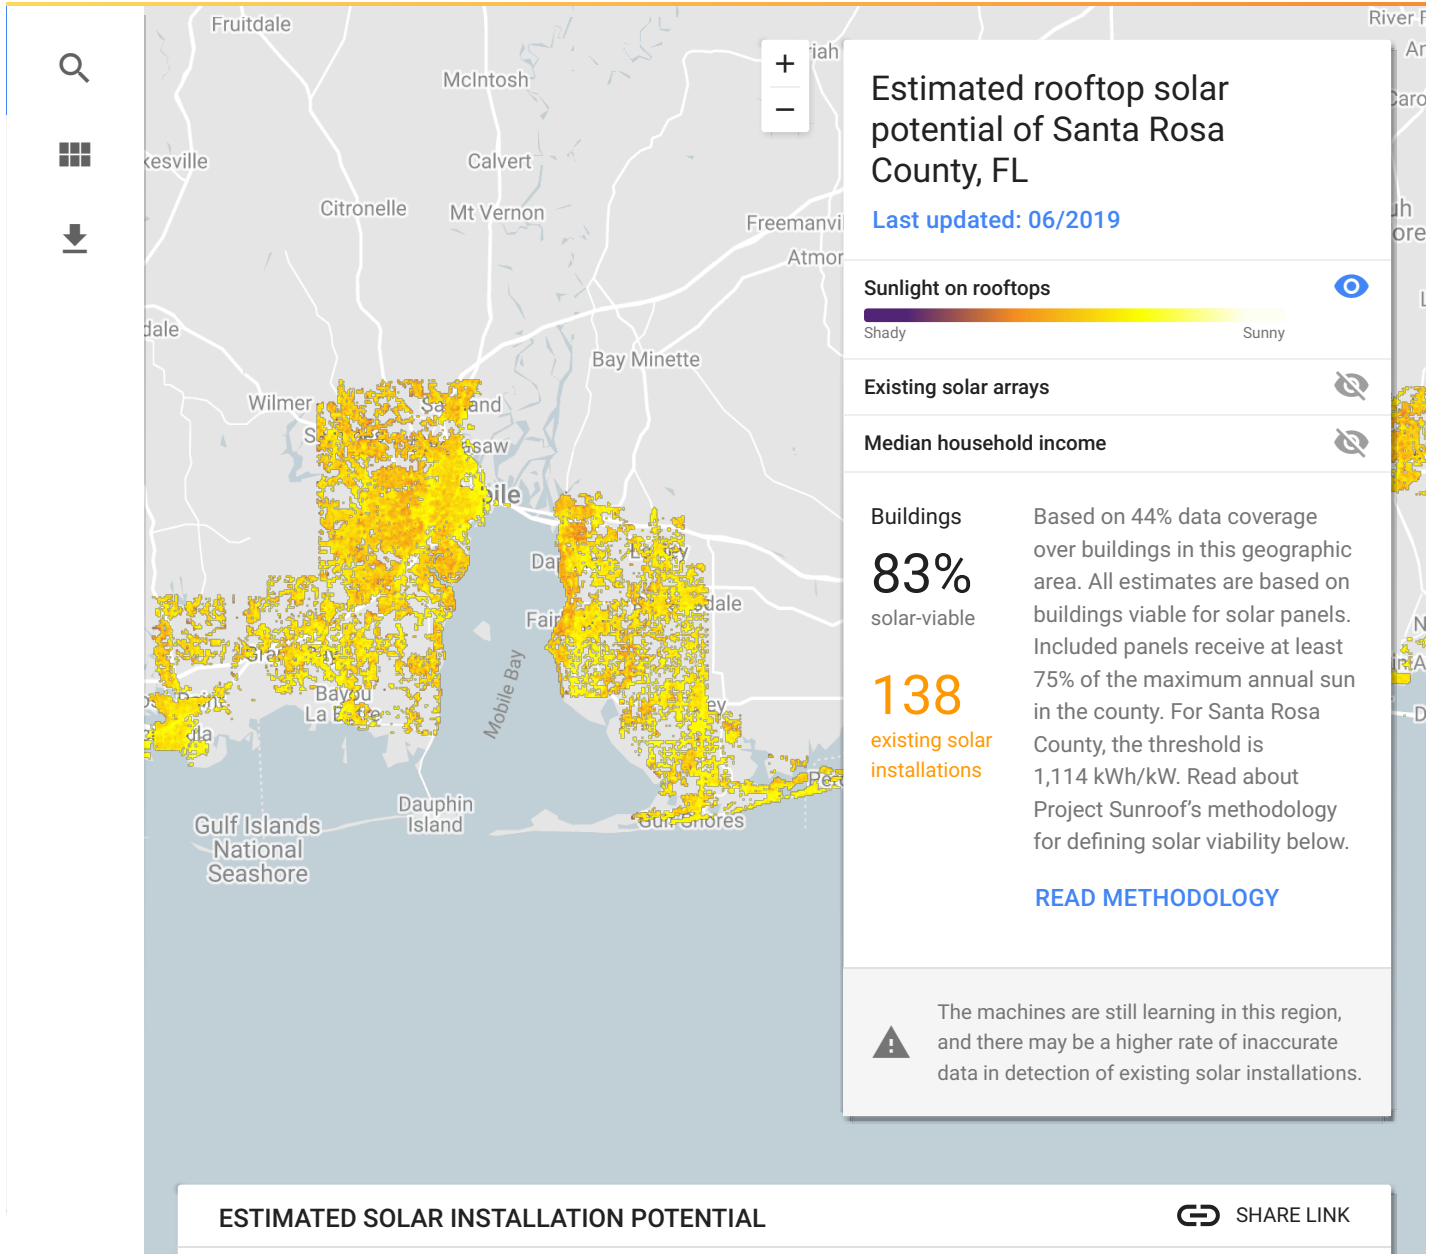 Fruitdale
McIntosh
Calvert
Citronelle
Mt Vernon
Bay Minette
Wilmer
Mobile Bay
Bayou
Dauphin
Island
Gulf Islands
National
Seashore
+
−
Estimated rooftop solar
potential of Santa Rosa
County, FL
Last updated: 06/2019
Sunlight on rooftops
Shady Sunny
Existing solar arrays
Median household income
Buildings
83%
solar-viable
138
existing solar
installations
Based on 44% data coverage
over buildings in this geographic
area. All estimates are based on
buildings viable for solar panels.
Included panels receive at least
75% of the maximum annual sun
in the county. For Santa Rosa
County, the threshold is
1,114 kWh/kW. Read about
Project Sunroof’s methodology
for defining solar viability below.
READ METHODOLOGY
The machines are still learning in this region,
and there may be a higher rate of inaccurate
data in detection of existing solar installations.
ESTIMATED SOLAR INSTALLATION POTENTIAL
SHARE LINK